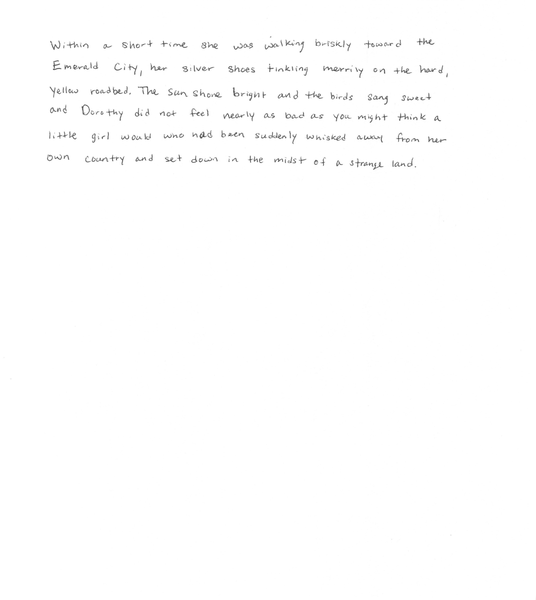 Within a short time she was walking briskly toward the
Emerald City, her silver shoes tinkling merrily on the hard,
yellow roadbed. The sun shone bright and the birds sang sweet
and Dorothy did not feel nearly as bad as you might think a
little girl would who had been suddenly whisked away from her
own country and set down in the midst of a strange land.